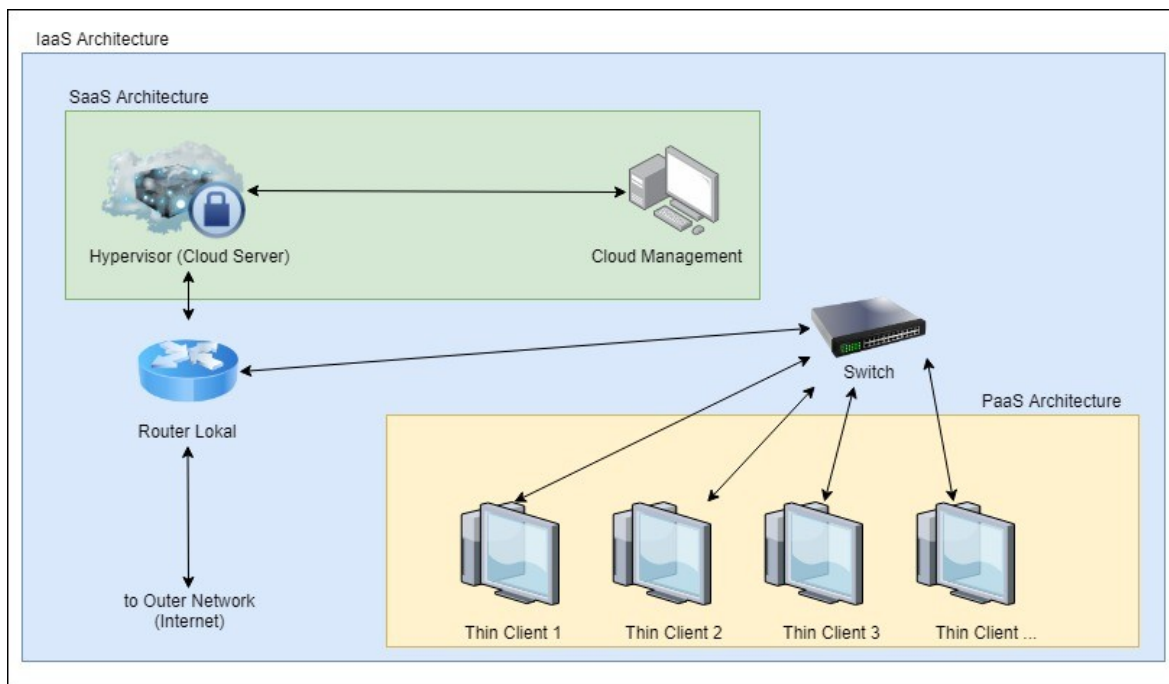 IaaS Architecture
SaaS Architecture
Hypervisor (Cloud Server)
Cloud Management
Switch
Router Lokal
PaaS Architecture
to Outer Network
(Internet)
Thin Client 1
Thin Client 2
Thin Client 3
Thin Client ...